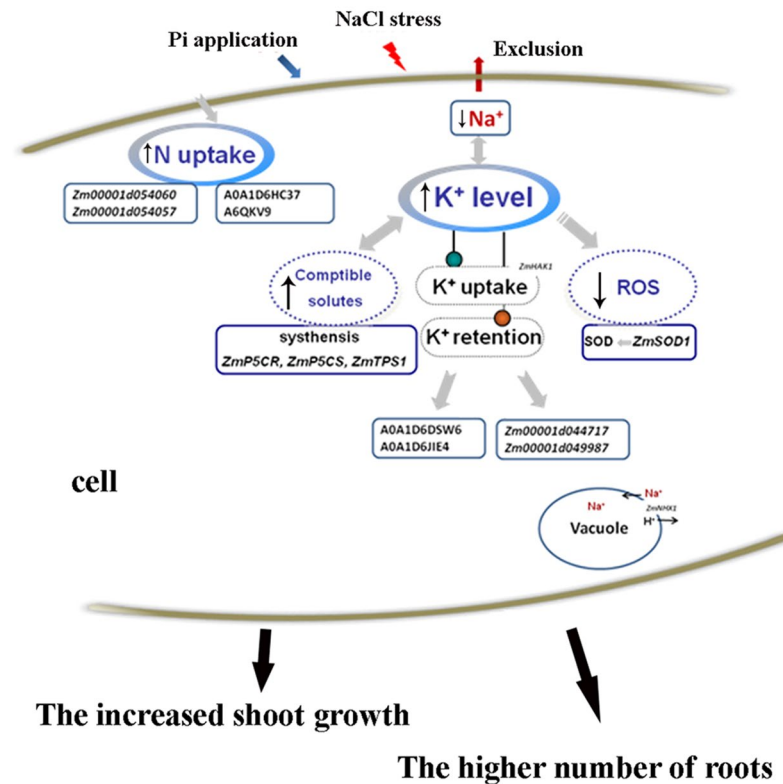 NaCl stress
Pi application
Exclusion
↓Na⁺
↑N uptake
Zm00001d054060
Zm00001d054057
A0A1D6HC37
A6QKV9
↑K⁺ level
Comptible
solutes
systhensis
ZmP5CR, ZmP5CS, ZmTPS1
ZmHAK1
K⁺ uptake
K⁺ retention
↓ ROS
SOD ZmSOD1
A0A1D6DSW6
A0A1D6JIE4
Zm00001d044717
Zm00001d049987
cell
Na⁺
Na⁺
ZmNHX1
H⁺
Vacuole
The increased shoot growth
The higher number of roots